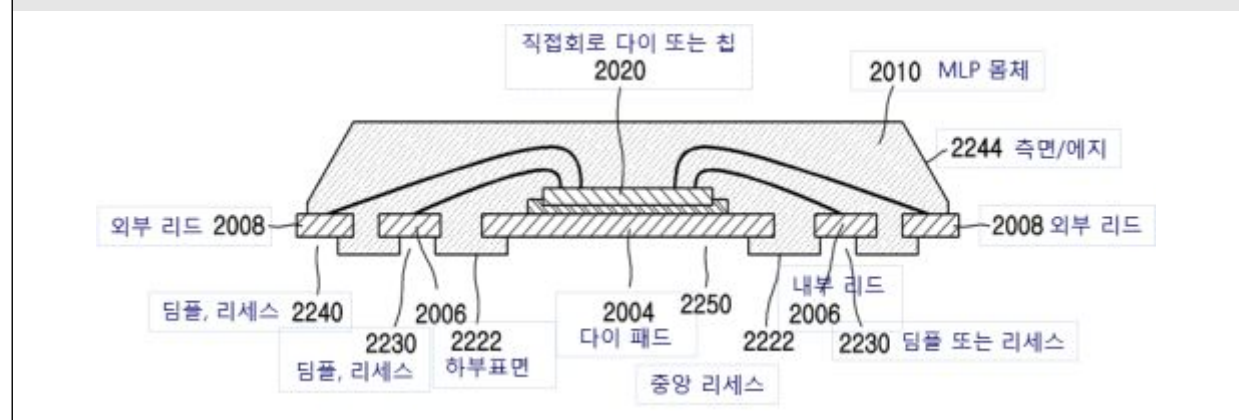 직접회로 다이 또는 칩
2020
2010 MLP 몸체
2244 측면/에지
외부 리드 2008
2008 외부 리드
딤플, 리세스 2240
2230
딤플, 리세스
2006
2222
하부표면
2004
다이 패드
2250
중앙 리세스
내부 리드
2006
2222
2230 딤플 또는 리세스